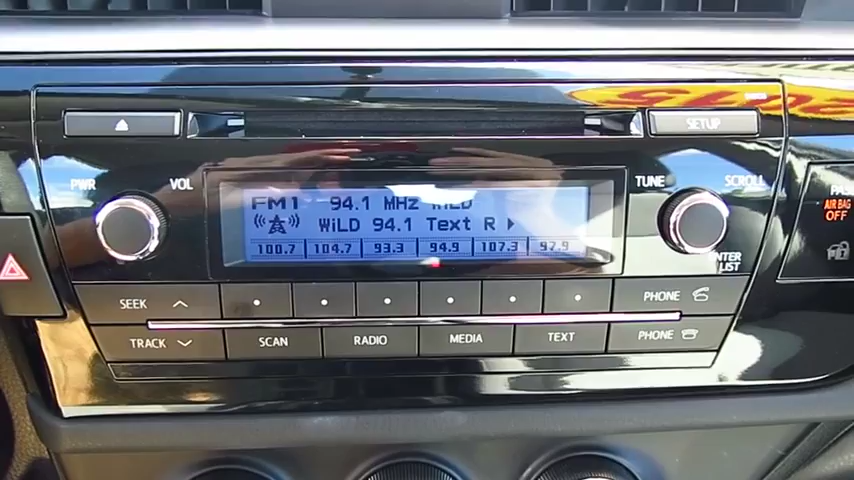 SETUP
PWR VOL
TUNE SCROLL
FM1 94.1 MHz WiLD
WiLD 94.1 Text R
100.7 104.7 93.3 94.9 107.3 97.9
ENTER
LIST
PASS
AIR BAG
OFF
SEEK
PHONE
TRACK SCAN RADIO MEDIA TEXT PHONE